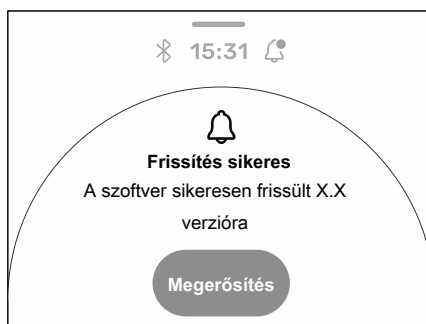 15:31
Frissítés sikeres
A szoftver sikeresen frissült X.X
verzióra
Megerősítés